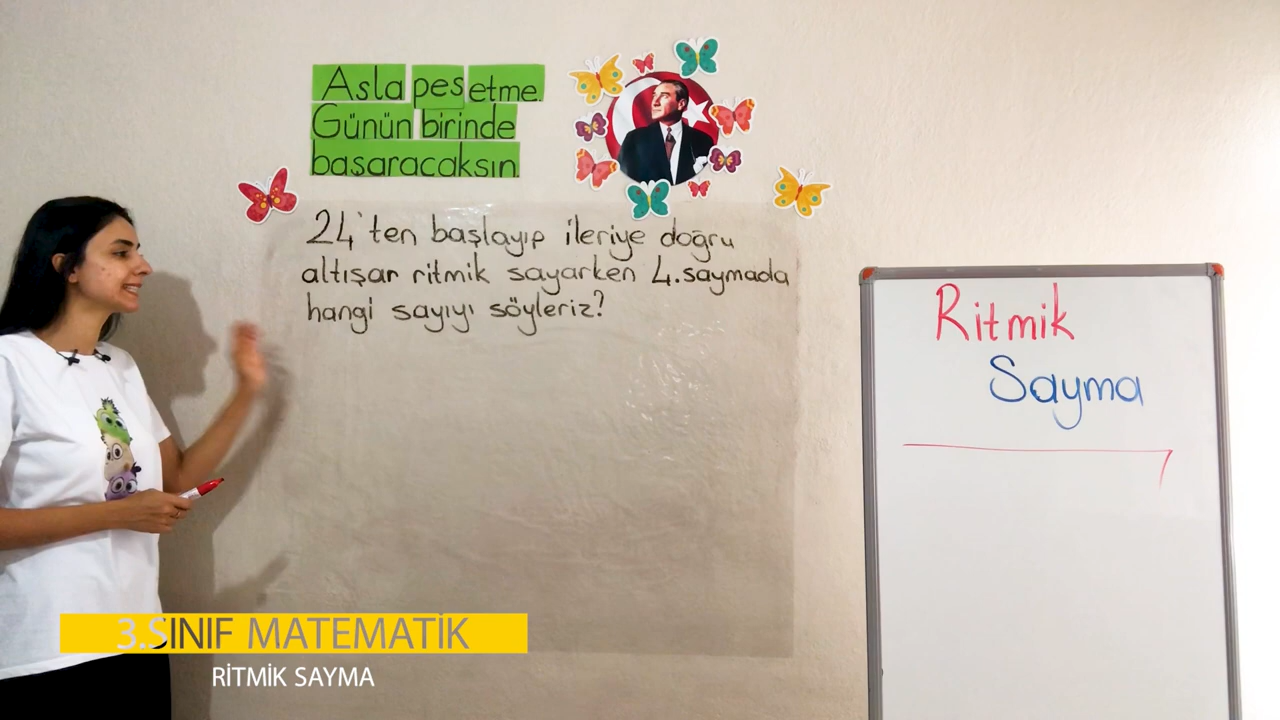 Asla pes etme.
Günün birinde
başaracaksın.
24'ten başlayıp ileriye doğru
altışar ritmik sayarken 4.saymada
hangi sayıyı söyleriz?
Ritmik
Sayma
3.SINIF MATEMATİK
RİTMİK SAYMA